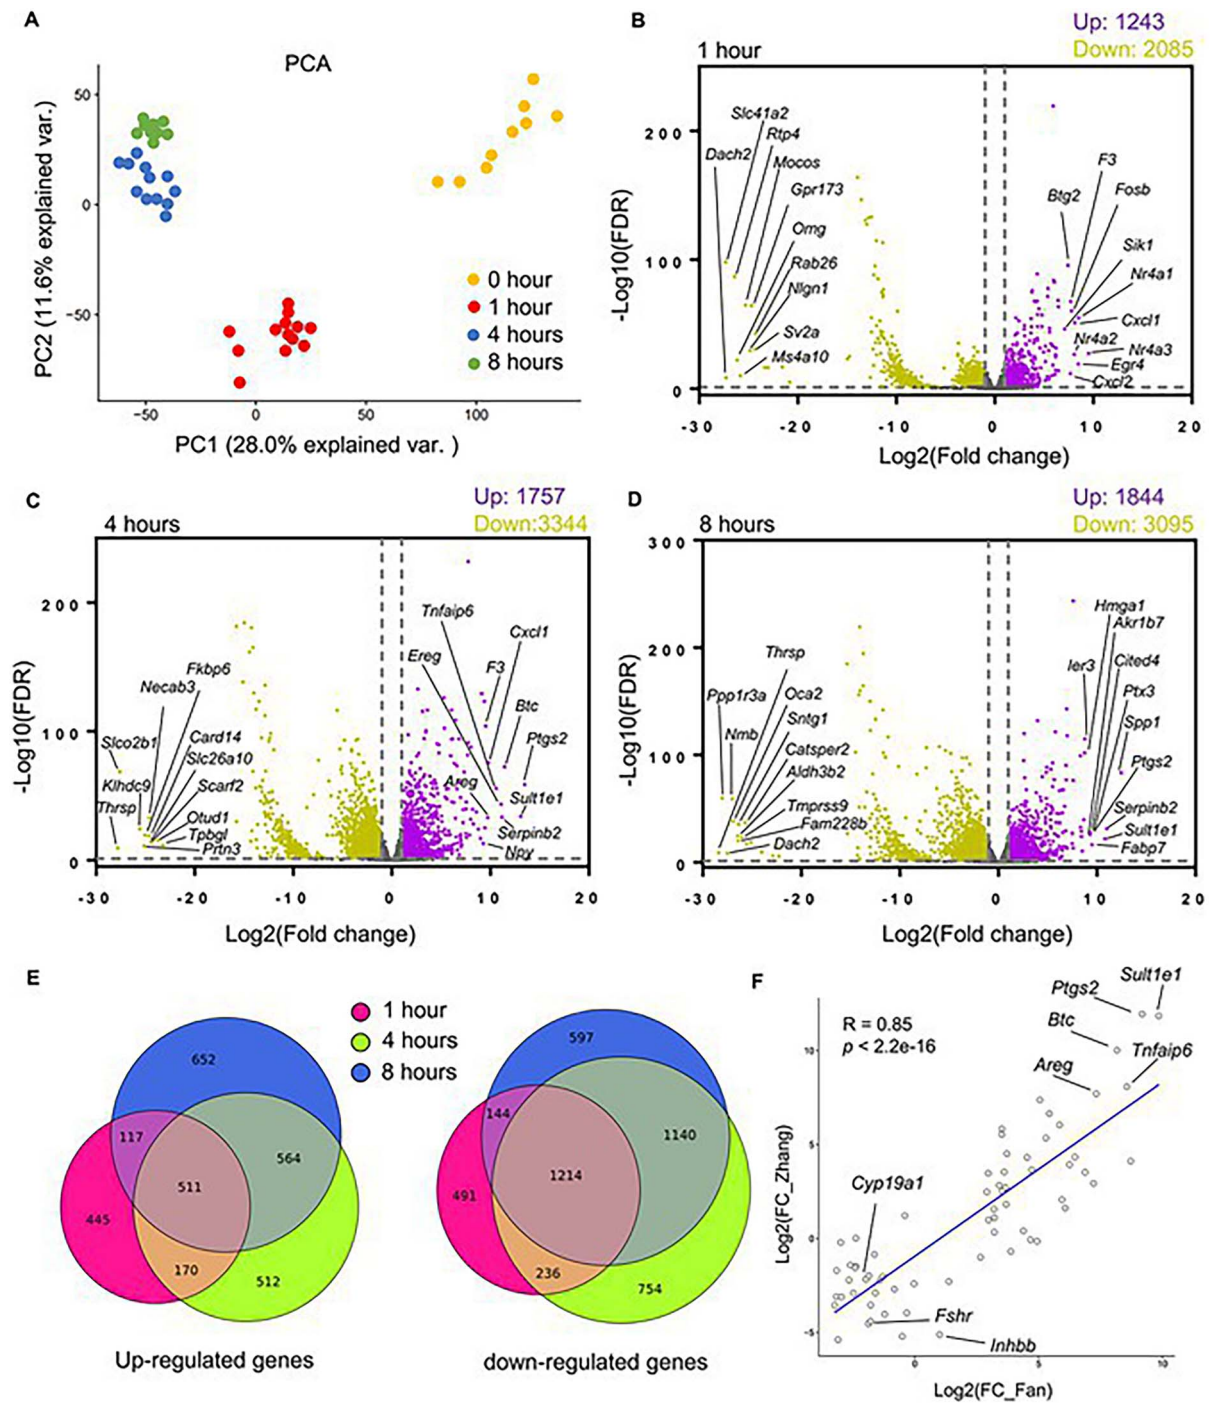 A
PCA
PC2 (11.6% explained var.)
50
0
−50
−50
0
50
100
PC1 (28.0% explained var. )
0 hour
1 hour
4 hours
8 hours
B
Up: 1243
1 hour
Down: 2085
-Log10(FDR)
200
100
0
-30
-20
-10
0
10
20
Log2(Fold change)
Slc41a2
Rtp4
Dach2
Mocos
Gpr173
Omg
Rab26
Nlgn1
Sv2a
Ms4a10
F3
Btg2
Fosb
Sik1
Nr4a1
Cxcl1
Nr4a2
Nr4a3
Egr4
Cxcl2
C
Up: 1757
4 hours
Down:3344
-Log10(FDR)
200
100
0
-30
-20
-10
0
10
20
Log2(Fold change)
Fkbp6
Necab3
Slco2b1
Card14
Slc26a10
Klhdc9
Scarf2
Thrsp
Otud1
Tpbgl
Prtn3
Tnfaip6
Cxcl1
Ereg
F3
Btc
Ptgs2
Areg
Sult1e1
Serpinb2
Npy
D
Up: 1844
8 hours
Down: 3095
-Log10(FDR)
300
200
100
0
-30
-20
-10
0
10
20
Log2(Fold change)
Thrsp
Ppp1r3a
Oca2
Sntg1
Nmb
Catsper2
Aldh3b2
Tmprss9
Fam228b
Dach2
Hmga1
Akr1b7
Ier3
Cited4
Ptx3
Spp1
Ptgs2
Serpinb2
Sult1e1
Fabp7
E
1 hour
4 hours
8 hours
652
117
564
511
445
170
512
Up-regulated genes
597
144
1140
1214
491
236
754
down-regulated genes
F
R = 0.85
p < 2.2e-16
Sult1e1
Ptgs2
Btc
Tnfaip6
Areg
Cyp19a1
Fshr
Inhbb
Log2(FC_Zhang)
10
5
0
−5
0
5
10
Log2(FC_Fan)